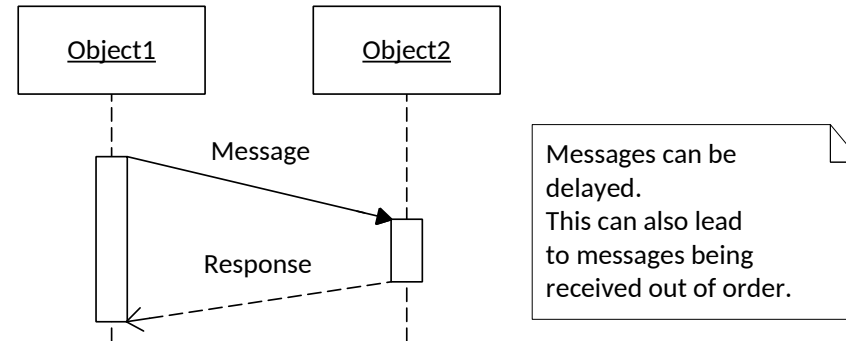 Object1
Object2
Message
Response
Messages can be
delayed.
This can also lead
to messages being
received out of order.